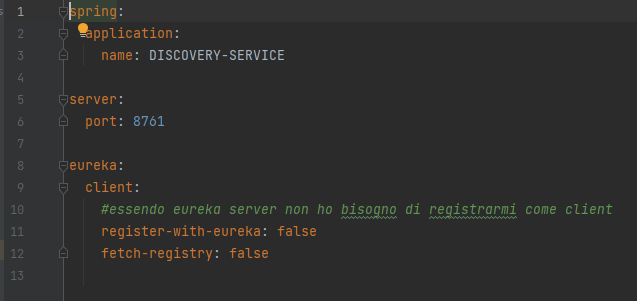 1 spring:
2 application:
3 name: DISCOVERY-SERVICE
4
5 server:
6 port: 8761
7
8 eureka:
9 client:
10 #essendo eureka server non ho bisogno di registrarmi come client
11 register-with-eureka: false
12 fetch-registry: false
13